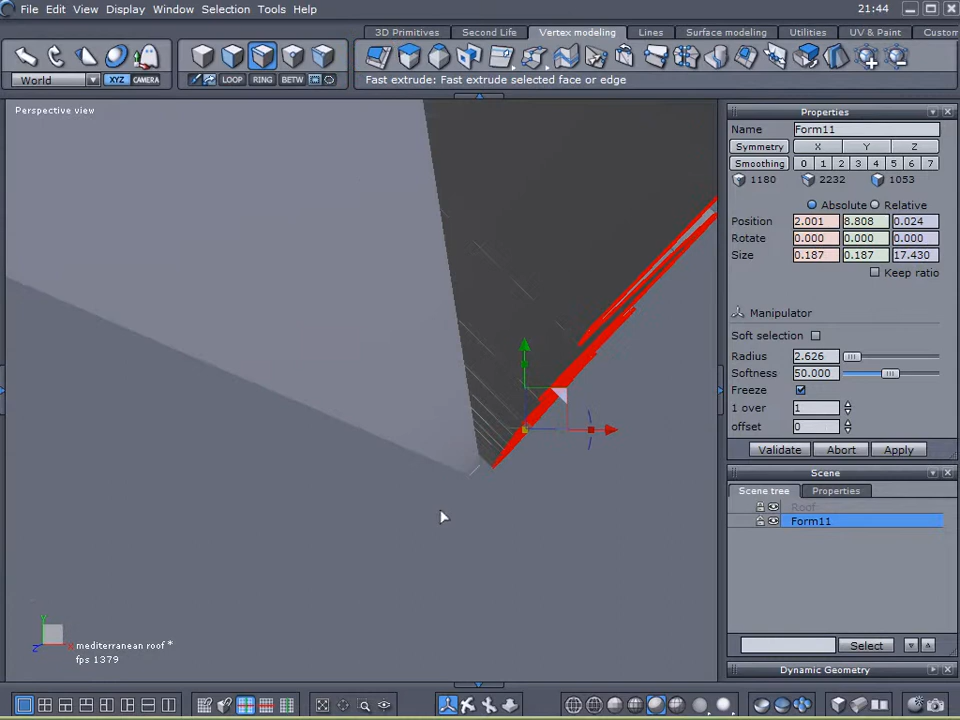 File Edit View Display Window Selection Tools Help 21:44
3D Primitives Second Life Vertex modeling Lines Surface modeling Utilities UV & Paint Custom
World XYZ CAMERA LOOP RING BETW Fast extrude: Fast extrude selected face or edge
Perspective view
Properties
Name Form11
Symmetry X Y Z
Smoothing 0 1 2 3 4 5 6 7
1180 2232 1053
Absolute Relative
Position 2.001 8.808 0.024
Rotate 0.000 0.000 0.000
Size 0.187 0.187 17.430
Keep ratio
Manipulator
Soft selection
Radius 2.626
Softness 50.000
Freeze
1 over 1
offset 0
Validate Abort Apply
Scene
Scene tree Properties
Roof
Form11
Select
Dynamic Geometry
Y
Z
mediterranean roof *
fps 1379